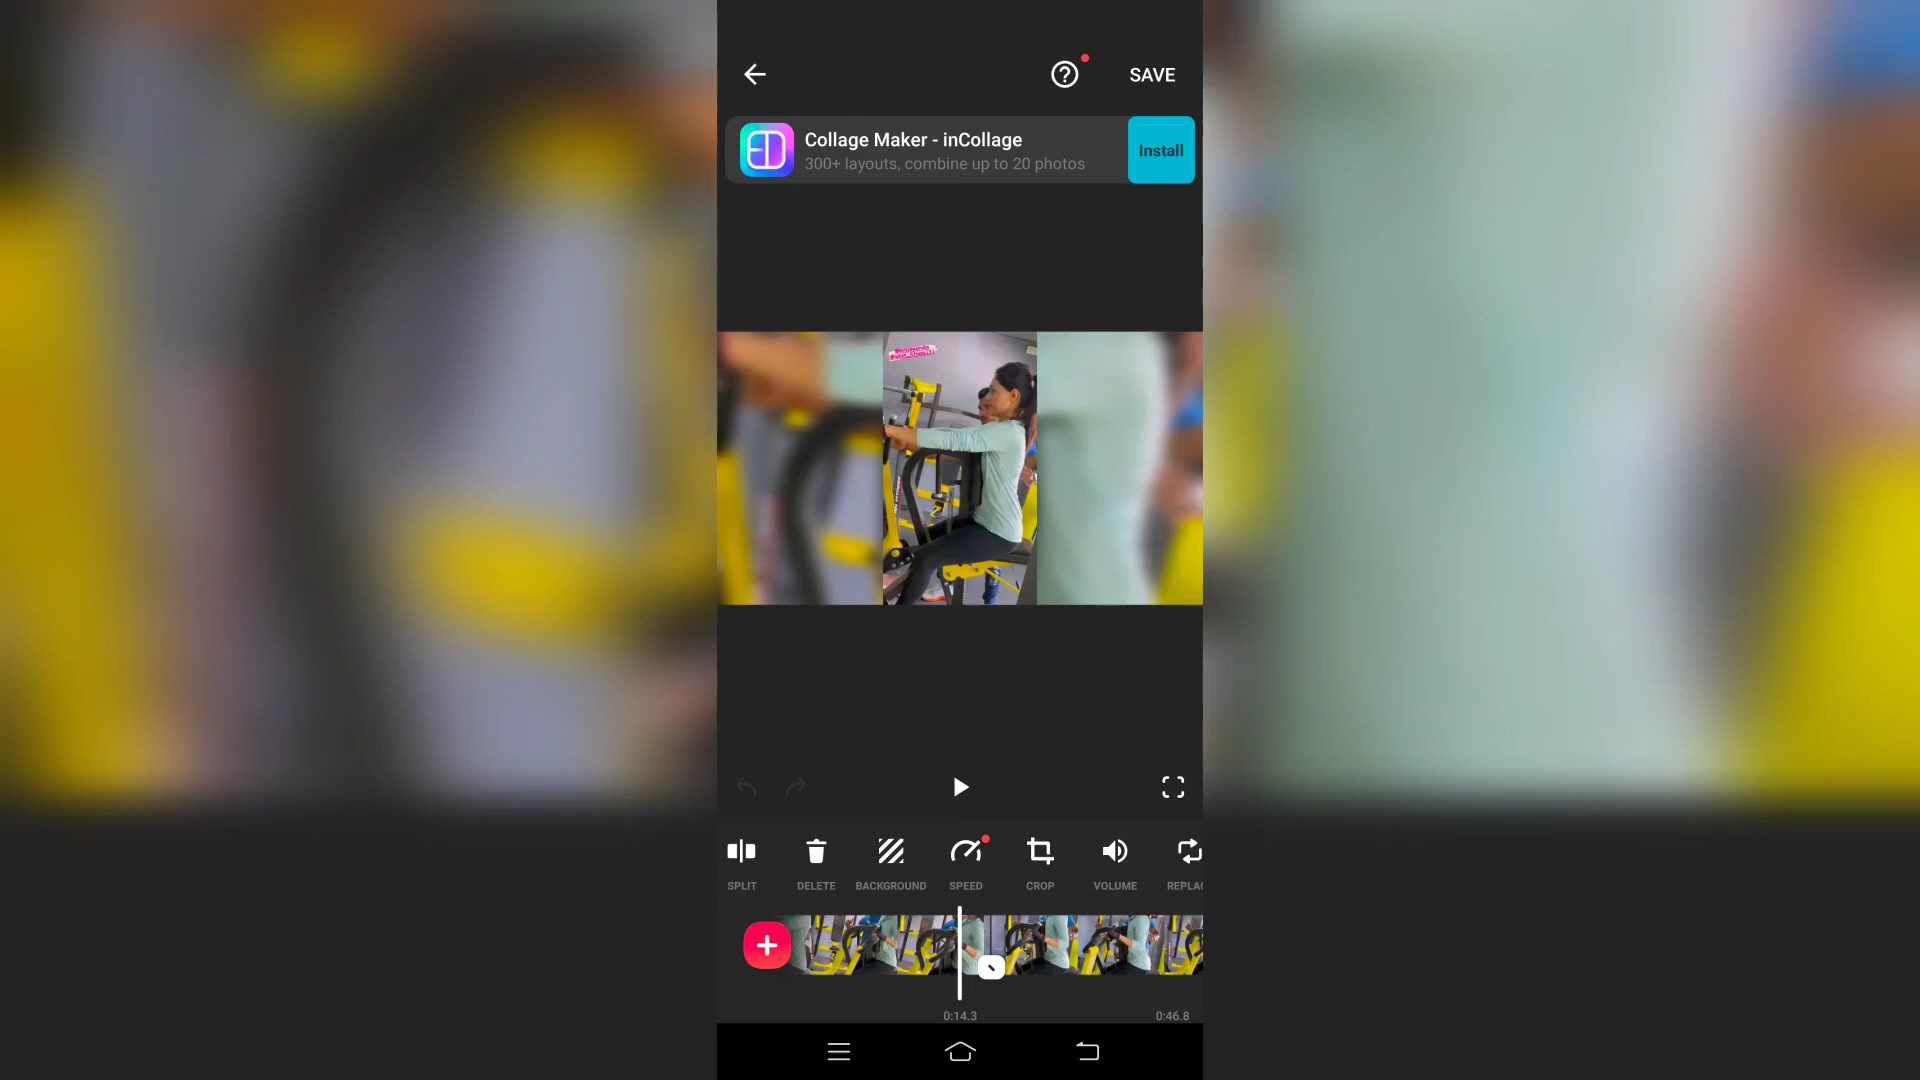 SAVE
Collage Maker - inCollage
300+ layouts, combine up to 20 photos
Install
SPLIT
DELETE
BACKGROUND
SPEED
CROP
VOLUME
REPLAC
0:14.3
0:46.8